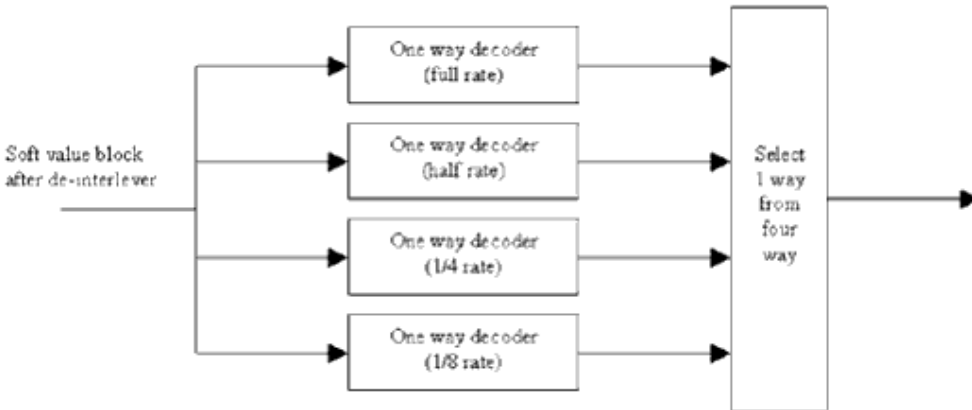 One way decoder
(full rate)
Soft value block
after de-interlever
One way decoder
(half rate)
One way decoder
(1/4 rate)
One way decoder
(1/8 rate)
Select
1 way
from
four
way